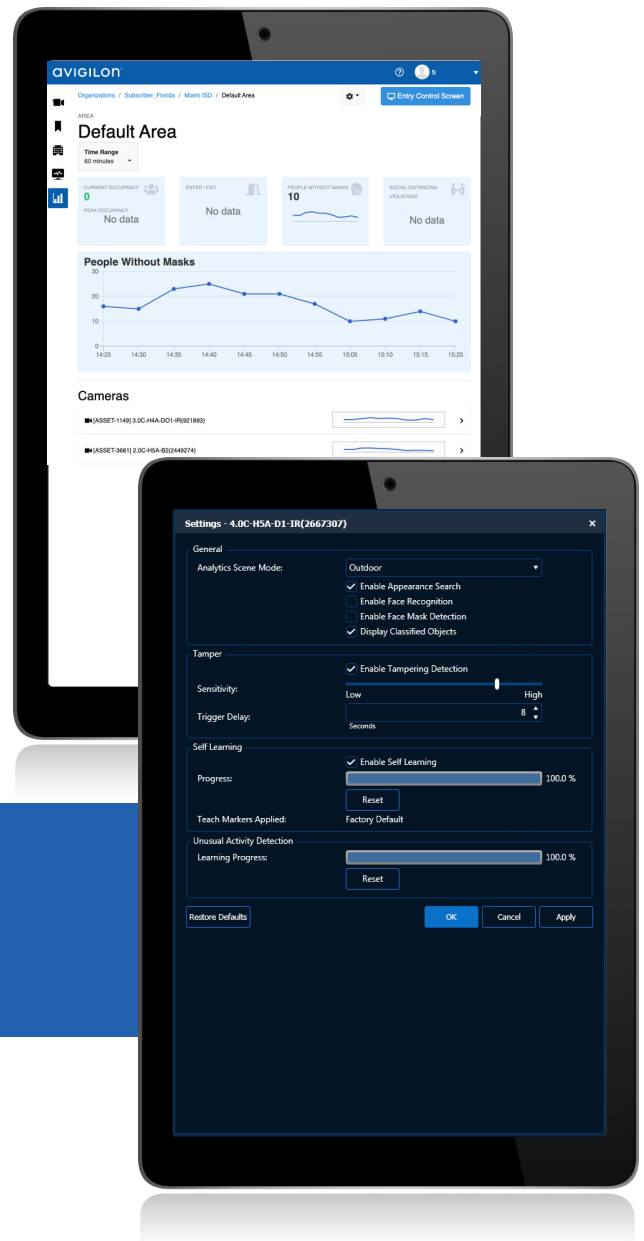 avigilon
S
Organizations / Subscriber_Florida / Miami ISD / Default Area
Entry Control Screen
AREA
Default Area
Time Range
60 minutes
CURRENT OCCUPANCY
0
PEAK OCCUPANCY
No data
ENTER / EXIT
No data
PEOPLE WITHOUT MASKS
10
SOCIAL DISTANCING
VIOLATIONS
No data
People Without Masks
30
20
10
0
14:25 14:30 14:35 14:40 14:45 14:50 14:55 15:05 15:10 15:15 15:20
Cameras
[ASSET-1149] 3.0C-H4A-DO1-IR(921893)
[ASSET-3661] 2.0C-H5A-B2(2449274)
Settings - 4.0C-H5A-D1-IR(2667307)
General
Analytics Scene Mode: Outdoor
Enable Appearance Search
Enable Face Recognition
Enable Face Mask Detection
Display Classified Objects
Tamper
Enable Tampering Detection
Sensitivity:
Low High
Trigger Delay: 8
Seconds
Self Learning
Enable Self Learning
Progress: 100.0 %
Reset
Teach Markers Applied: Factory Default
Unusual Activity Detection
Learning Progress: 100.0 %
Reset
Restore Defaults OK Cancel Apply